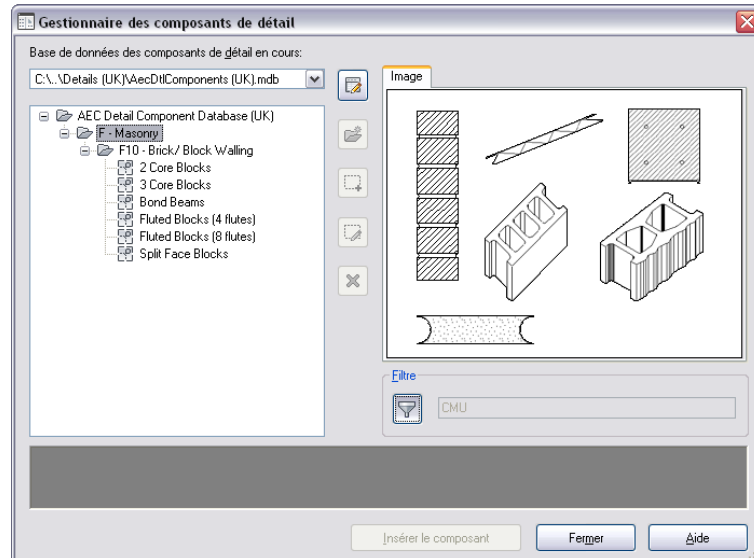 Gestionnaire des composants de détail
Base de données des composants de détail en cours:
C:\..\Details (UK)\AecDtlComponents (UK).mdb
AEC Detail Component Database (UK)
F - Masonry
F10 - Brick/ Block Walling
2 Core Blocks
3 Core Blocks
Bond Beams
Fluted Blocks (4 flutes)
Fluted Blocks (8 flutes)
Split Face Blocks
Image
Filtre
CMU
Insérer le composant
Fermer
Aide